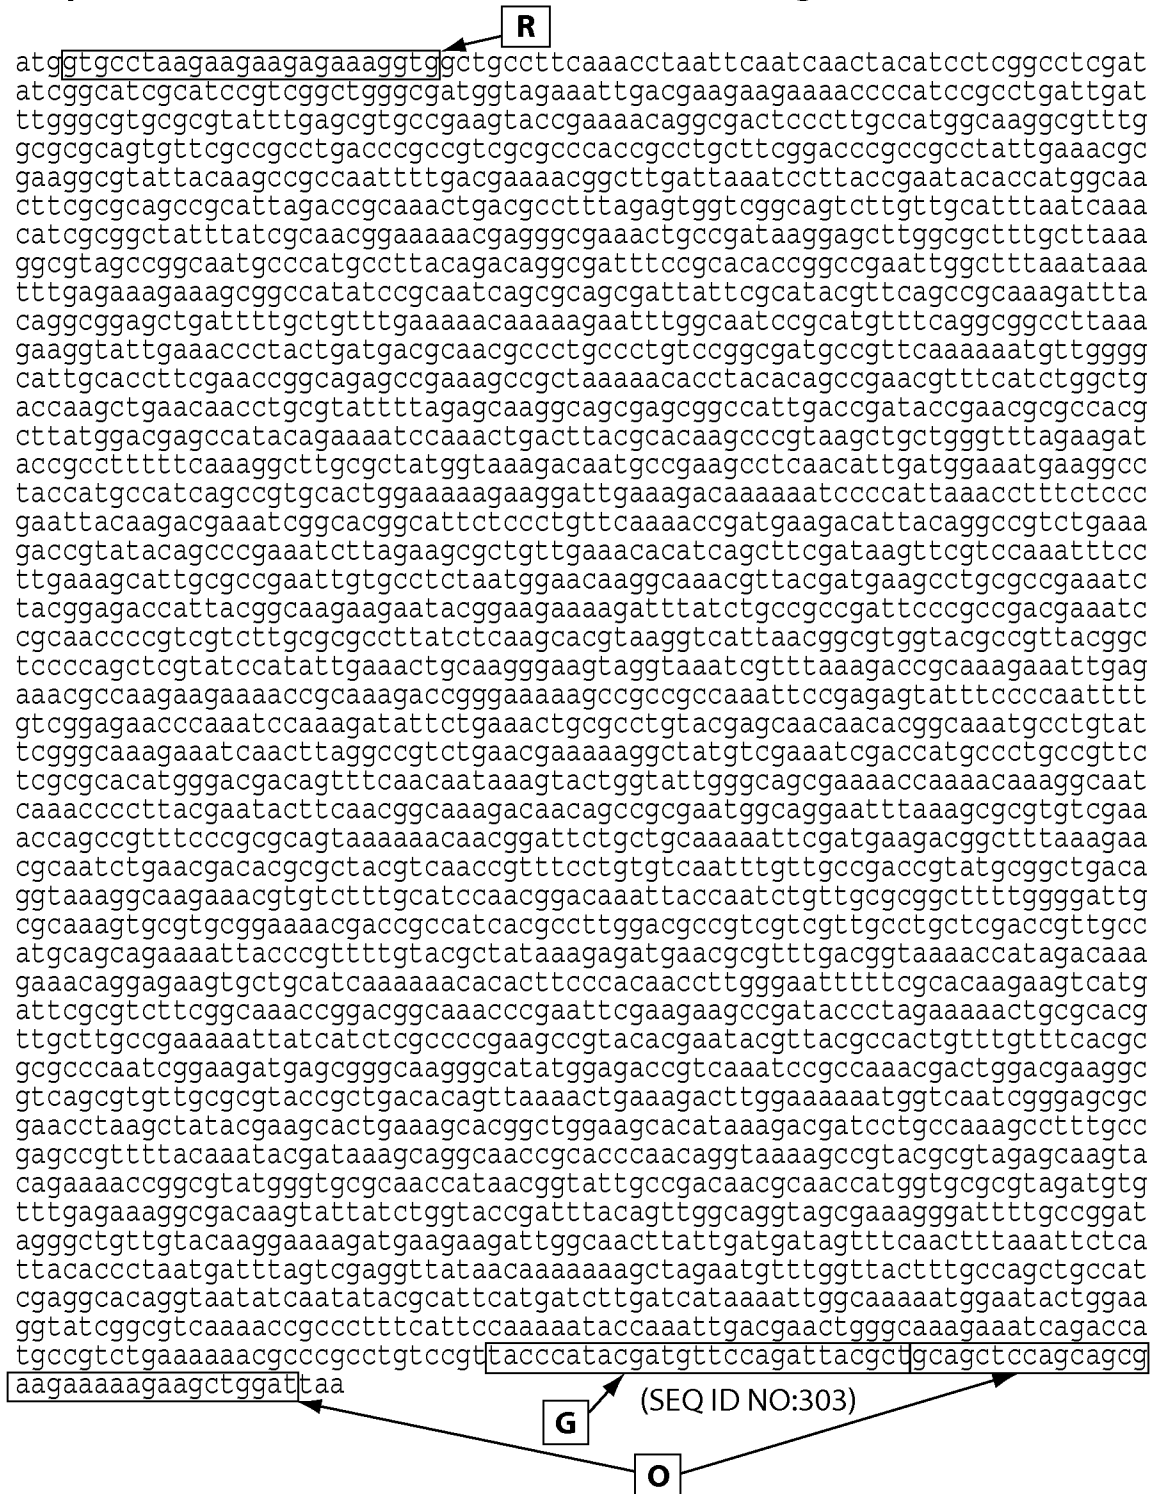 R
atggtgcctaagaagaagagaaaggtggctgccttcaaacctaattcaatcaactacatcctcggcctcgat
atcggcatcgcatccgtcggctgggcgatggtagaaattgacgaagaagaaaaccccatccgcctgattgat
ttgggcgtgcgcgtatttgagcgtgccgaagtaccgaaaacaggcgactcccttgccatggcaaggcgtttg
gcgcgcagtgttcgccgcctgacccgccgtcgcgcccaccgcctgcttcggacccgccgcctattgaaacgc
gaaggcgtattacaagccgccaattttgacgaaaacggcttgattaaatccttaccgaatacaccatggcaa
cttcgcgcagccgcattagaccgcaaactgacgcctttagagtggtcggcagtcttgttgcatttaatcaaa
catcgcggctatttatcgcaacggaaaaacgagggcgaaactgccgataaggagcttggcgctttgcttaaa
ggcgtagccggcaatgcccatgccttacagacaggcgatttccgcacaccggccgaattggctttaaataaa
tttgagaaagaaagcggccatatccgcaatcagcgcagcgattattcgcatacgttcagccgcaaagattta
caggcggagctgattttgctgtttgaaaaacaaaaagaatttggcaatccgcatgtttcaggcggccttaaa
gaaggtattgaaaccctactgatgacgcaacgccctgccctgtccggcgatgccgttcaaaaaatgttgggg
cattgcaccttcgaaccggcagagccgaaagccgctaaaaacacctacacagccgaacgtttcatctggctg
accaagctgaacaacctgcgtattttagagcaaggcagcgagcggccattgaccgataccgaacgcgccacg
cttatggacgagccatacagaaaatccaaactgacttacgcacaagcccgtaagctgctgggtttagaagat
accgcctttttcaaaggcttgcgctatggtaaagacaatgccgaagcctcaacattgatggaaatgaaggcc
taccatgccatcagccgtgcactggaaaaagaaggattgaaagacaaaaaatccccattaaacctttctccc
gaattacaagacgaaatcggcacggcattctccctgttcaaaaccgatgaagacattacaggccgtctgaaa
gaccgtatacagcccgaaatcttagaagcgctgttgaaacacatcagcttcgataagttcgtccaaatttcc
ttgaaagcattgcgccgaattgtgcctctaatggaacaaggcaaacgttacgatgaagcctgcgccgaaatc
tacggagaccattacggcaagaagaatacggaagaaaagatttatctgccgccgattcccgccgacgaaatc
cgcaaccccgtcgtcttgcgcgccttatctcaagcacgtaaggtcattaacggcgtggtacgccgttacggc
tccccagctcgtatccatattgaaactgcaagggaagtaggtaaatcgtttaaagaccgcaaagaaattgag
aaacgccaagaagaaaaccgcaaagaccgggaaaaagccgccgccaaattccgagagtatttccccaatttt
gtcggagaacccaaatccaaagatattctgaaactgcgcctgtacgagcaacaacacggcaaatgcctgtat
tcgggcaaagaaatcaacttaggccgtctgaacgaaaaaggctatgtcgaaatcgaccatgccctgccgttc
tcgcgcacatgggacgacagtttcaacaataaagtactggtattgggcagcgaaaaccaaaacaaaggcaat
caaaccccttacgaatacttcaacggcaaagacaacagccgcgaatggcaggaatttaaagcgcgtgtcgaa
accagccgtttcccgcgcagtaaaaaacaacggattctgctgcaaaaattcgatgaagacggctttaaagaa
cgcaatctgaacgacacgcgctacgtcaaccgtttcctgtgtcaatttgttgccgaccgtatgcggctgaca
ggtaaaggcaagaaacgtgtctttgcatccaacggacaaattaccaatctgttgcgcggcttttggggattg
cgcaaagtgcgtgcggaaaacgaccgccatcacgccttggacgccgtcgtcgttgcctgctcgaccgttgcc
atgcagcagaaaattacccgttttgtacgctataaagagatgaacgcgtttgacggtaaaaccatagacaaa
gaaacaggagaagtgctgcatcaaaaaacacacttcccacaaccttgggaatttttcgcacaagaagtcatg
attcgcgtcttcggcaaaccggacggcaaacccgaattcgaagaagccgataccctagaaaaactgcgcacg
ttgcttgccgaaaaattatcatctcgccccgaagccgtacacgaatacgttacgccactgtttgtttcacgc
gcgcccaatcggaagatgagcgggcaagggcatatggagaccgtcaaatccgccaaacgactggacgaaggc
gtcagcgtgttgcgcgtaccgctgacacagttaaaactgaaagacttggaaaaaatggtcaatcgggagcgc
gaacctaagctatacgaagcactgaaagcacggctggaagcacataaagacgatcctgccaaagcctttgcc
gagccgttttacaaatacgataaagcaggcaaccgcacccaacaggtaaaagccgtacgcgtagagcaagta
cagaaaaccggcgtatgggtgcgcaaccataacggtattgccgacaacgcaaccatggtgcgcgtagatgtg
tttgagaaaggcgacaagtattatctggtaccgatttacagttggcaggtagcgaaagggattttgccggat
agggctgttgtacaaggaaaagatgaagaagattggcaacttattgatgatagtttcaactttaaattctca
ttacaccctaatgatttagtcgaggttataacaaaaaaagctagaatgtttggttactttgccagctgccat
cgaggcacaggtaatatcaatatacgcattcatgatcttgatcataaaattggcaaaaatggaatactggaa
ggtatcggcgtcaaaaccgccctttcattccaaaaataccaaattgacgaactgggcaaagaaatcagacca
tgccgtctgaaaaaacgcccgcctgtccgttacccatacgatgttccagattacgctgcagctccagcagcg
aagaaaaagaagctggattaa
(SEQ ID NO:303)
G
O